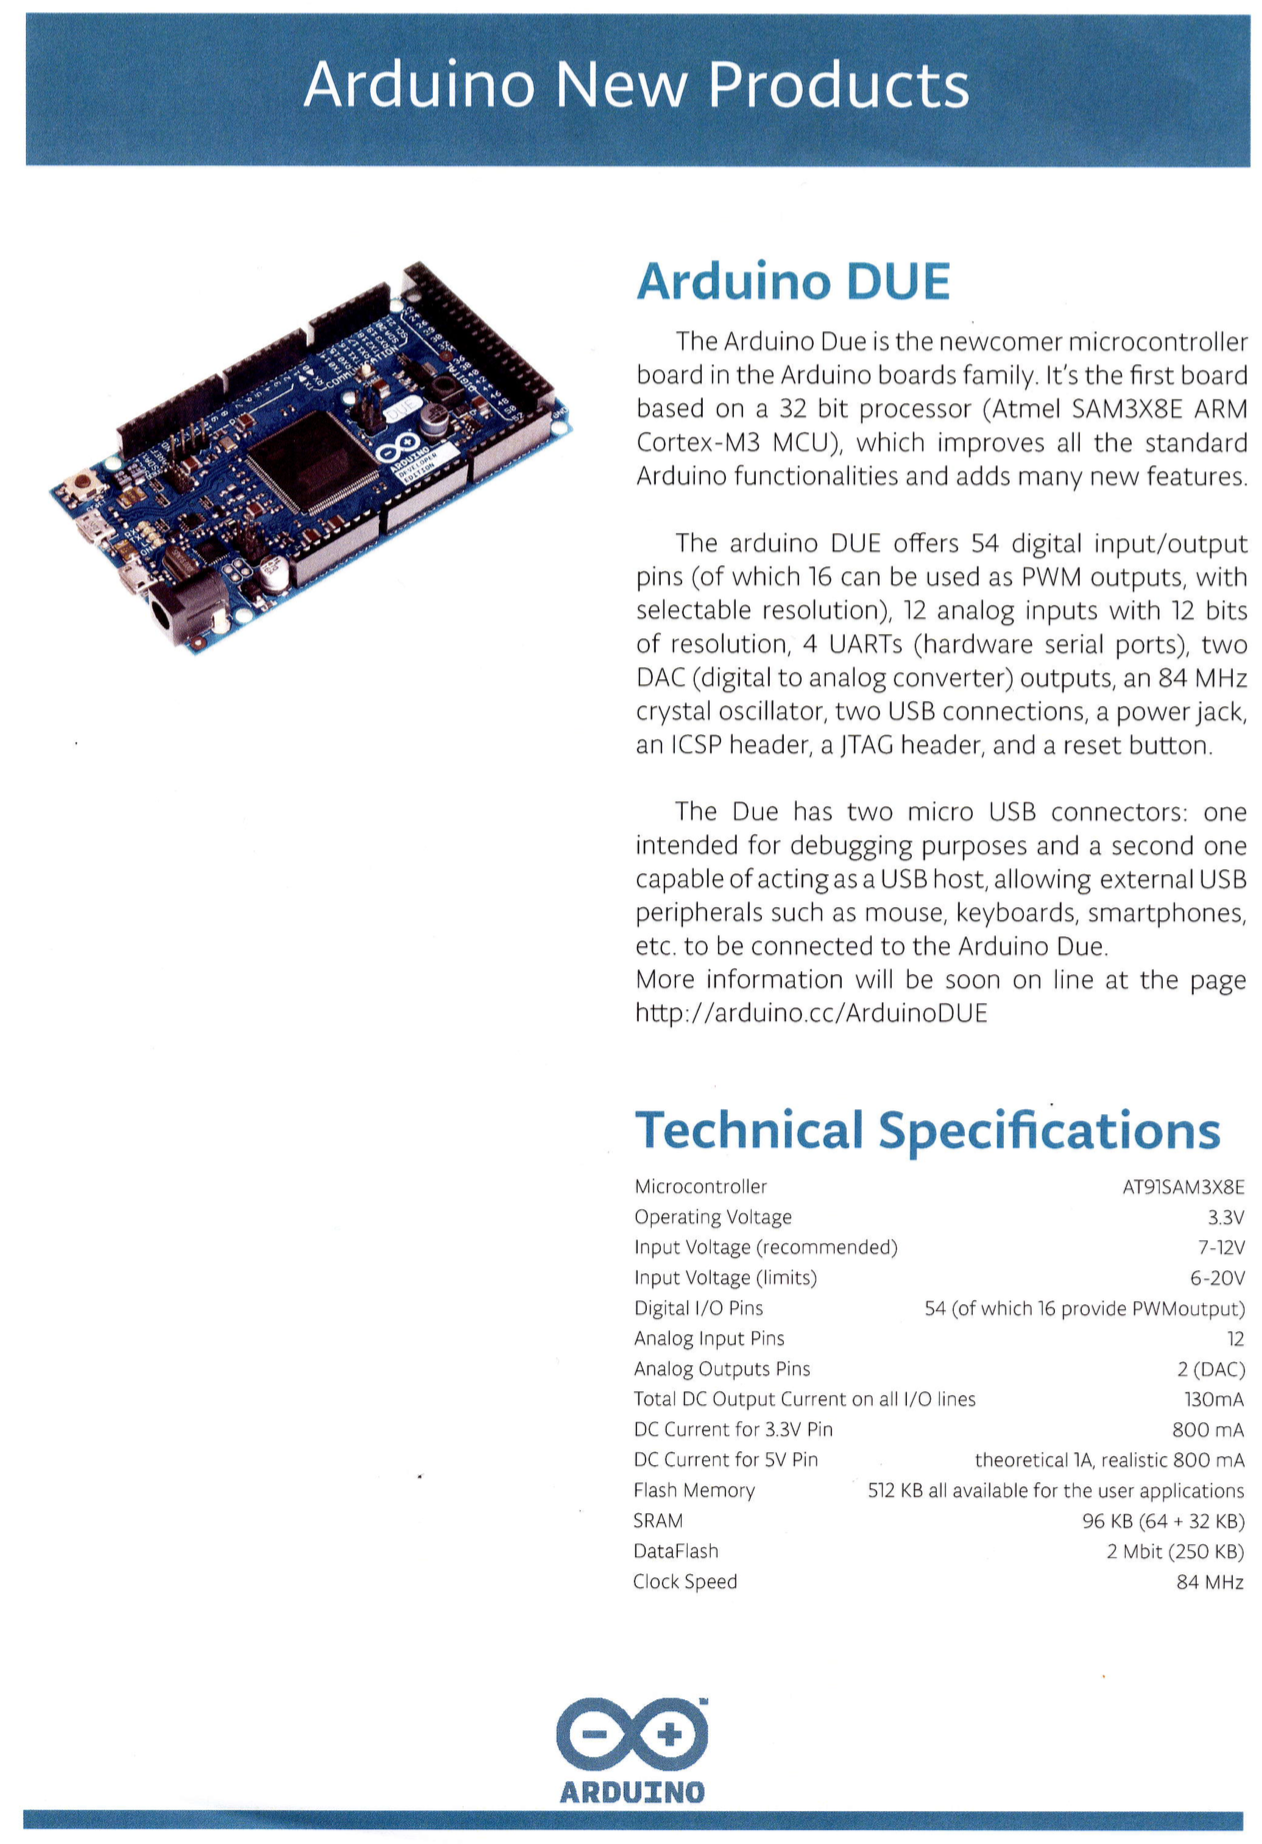 Arduino New Products
Arduino DUE
The Arduino Due is the newcomer microcontroller
board in the Arduino boards family. It's the first board
based on a 32 bit processor (Atmel SAM3X8E ARM
Cortex-M3 MCU), which improves all the standard
Arduino functionalities and adds many new features.
The arduino DUE offers 54 digital input/output
pins (of which 16 can be used as PWM outputs, with
selectable resolution), 12 analog inputs with 12 bits
of resolution, 4 UARTs (hardware serial ports), two
DAC (digital to analog converter) outputs, an 84 MHz
crystal oscillator, two USB connections, a power jack,
an ICSP header, a JTAG header, and a reset button.
The Due has two micro USB connectors: one
intended for debugging purposes and a second one
capable of acting as a USB host, allowing external USB
peripherals such as mouse, keyboards, smartphones,
etc. to be connected to the Arduino Due.
More information will be soon on line at the page
http://arduino.cc/ArduinoDUE
Technical Specifications
Microcontroller AT91SAM3X8E
Operating Voltage 3.3V
Input Voltage (recommended) 7-12V
Input Voltage (limits) 6-20V
Digital I/O Pins 54 (of which 16 provide PWMoutput)
Analog Input Pins 12
Analog Outputs Pins 2 (DAC)
Total DC Output Current on all I/O lines 130mA
DC Current for 3.3V Pin 800 mA
DC Current for 5V Pin theoretical 1A, realistic 800 mA
Flash Memory 512 KB all available for the user applications
SRAM 96 KB (64 + 32 KB)
DataFlash 2 Mbit (250 KB)
Clock Speed 84 MHz
COMMUNICATION
DIGITAL
DUE
ARDUINO
DEVELOPER
EDITION
ARDUINO
TM